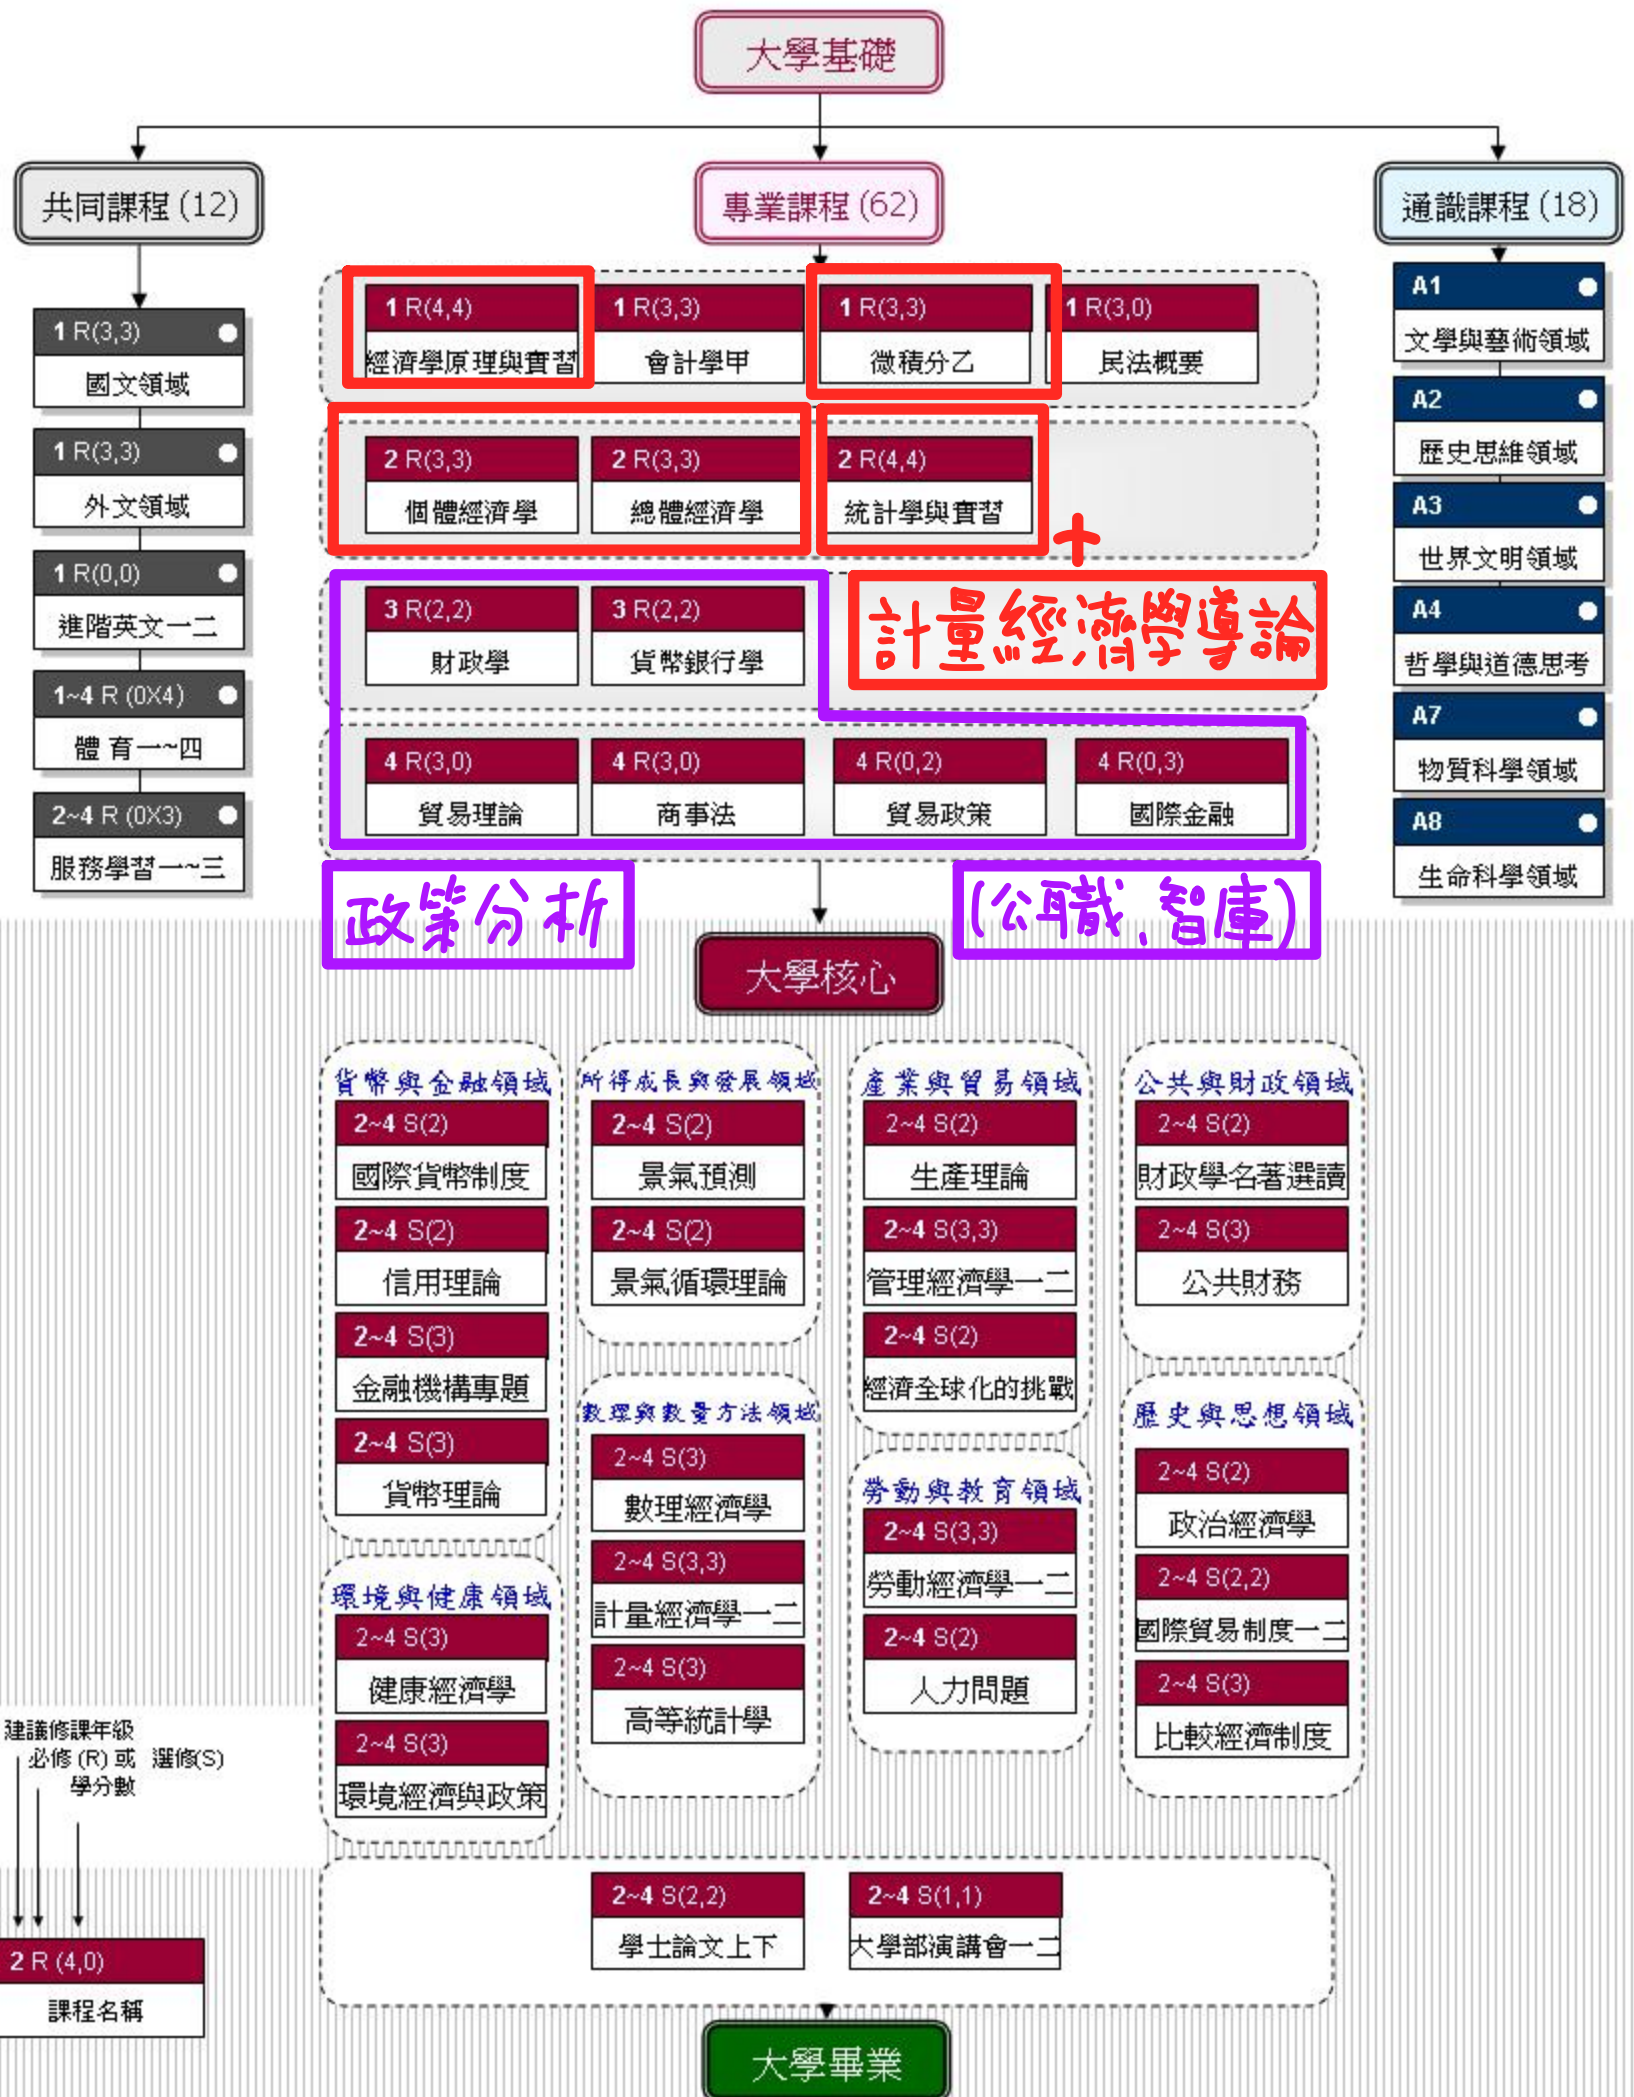 大學基礎
共同課程 (12)
專業課程 (62)
通識課程 (18)
1 R(3,3)
國文領域
1 R(3,3)
外文領域
1 R(0,0)
進階英文一二
1~4 R (0X4)
體 育一~四
2~4 R (0X3)
服務學習一~三
1 R(4,4)
經濟學原理與實習
1 R(3,3)
會計學甲
1 R(3,3)
微積分乙
1 R(3,0)
民法概要
2 R(3,3)
個體經濟學
2 R(3,3)
總體經濟學
2 R(4,4)
統計學與實習
+
計量經濟學導論
3 R(2,2)
財政學
3 R(2,2)
貨幣銀行學
4 R(3,0)
貿易理論
4 R(3,0)
商事法
4 R(0,2)
貿易政策
4 R(0,3)
國際金融
政策分析
(公職、智庫)
A1
文學與藝術領域
A2
歷史思維領域
A3
世界文明領域
A4
哲學與道德思考
A7
物質科學領域
A8
生命科學領域
大學核心
貨幣與金融領域
2~4 S(2)
國際貨幣制度
2~4 S(2)
信用理論
2~4 S(3)
金融機構專題
2~4 S(3)
貨幣理論
環境與健康領域
2~4 S(3)
健康經濟學
2~4 S(3)
環境經濟與政策
所得成長與發展領域
2~4 S(2)
景氣預測
2~4 S(2)
景氣循環理論
數理與數量方法領域
2~4 S(3)
數理經濟學
2~4 S(3,3)
計量經濟學一二
2~4 S(3)
高等統計學
產業與貿易領域
2~4 S(2)
生產理論
2~4 S(3,3)
管理經濟學一二
2~4 S(2)
經濟全球化的挑戰
勞動與教育領域
2~4 S(3,3)
勞動經濟學一二
2~4 S(2)
人力問題
公共與財政領域
2~4 S(2)
財政學名著選讀
2~4 S(3)
公共財務
歷史與思想領域
2~4 S(2)
政治經濟學
2~4 S(2,2)
國際貿易制度一二
2~4 S(3)
比較經濟制度
建議修課年級
必修 (R) 或 選修(S)
學分數
2 R (4,0)
課程名稱
2~4 S(2,2)
學士論文上下
2~4 S(1,1)
大學部演講會一二
大學畢業